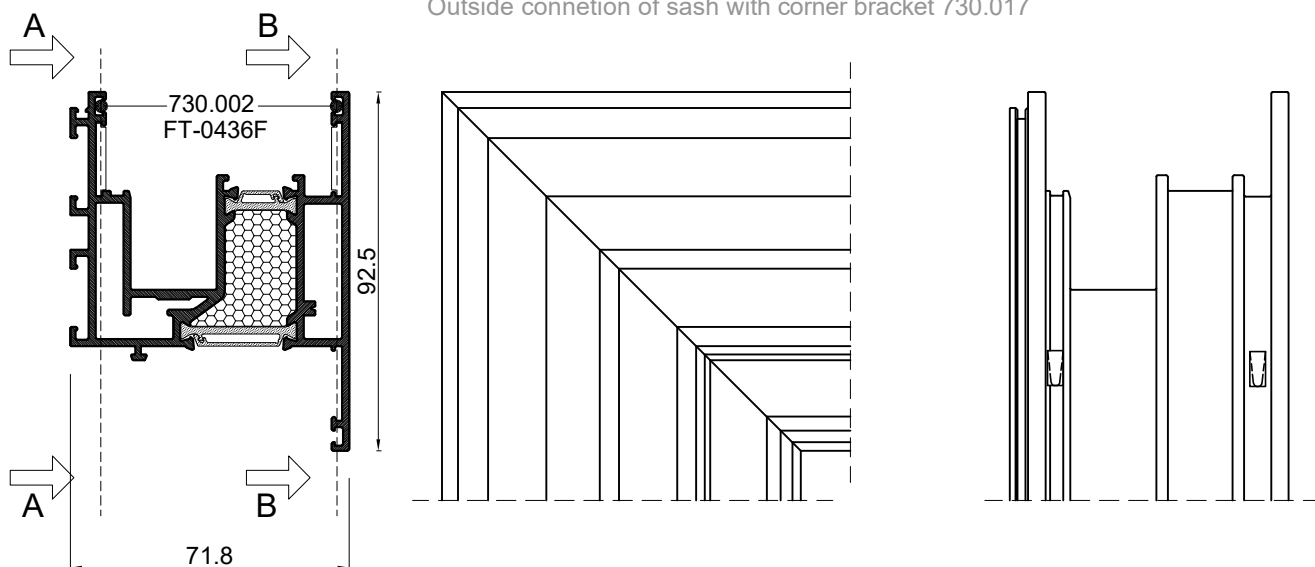 Outside connetion of sash with corner bracket 730.017
A
B
730.002
FT-0436F
92.5
A
B
71.8